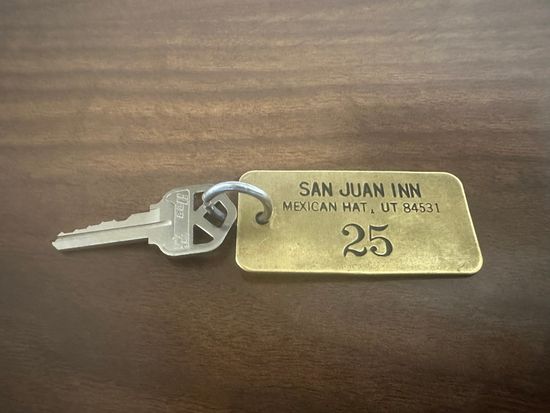 SAN JUAN INN
MEXICAN HAT, UT 84531
25